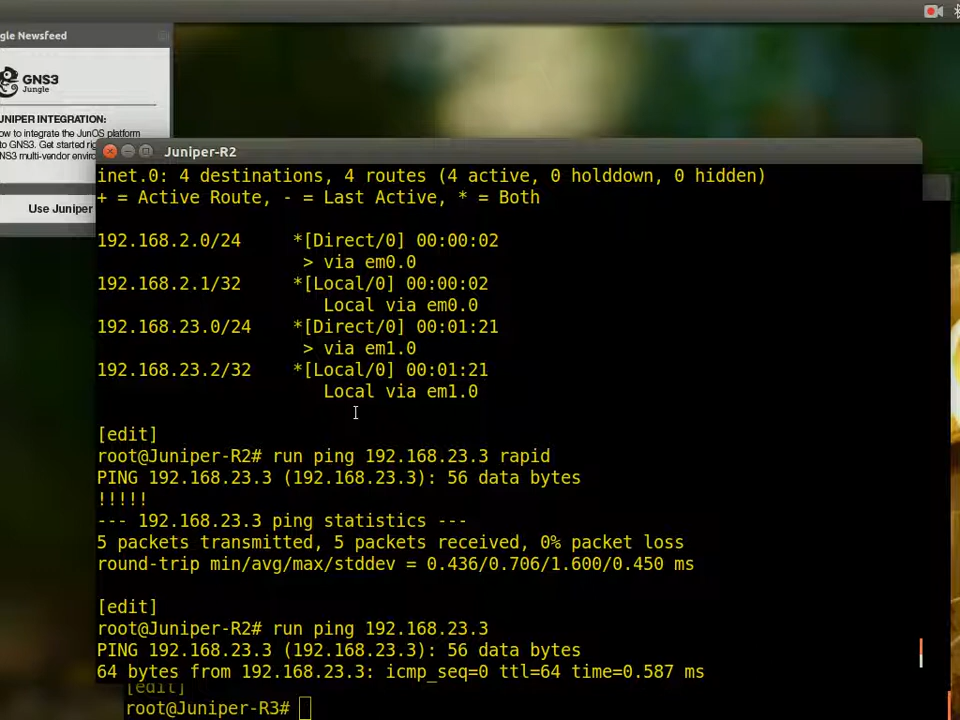 gle Newsfeed
GNS3
Jungle
UNIPER INTEGRATION:
ow to integrate the JunOS platform
to GNS3. Get started rig
NS3 multi-vendor enviro
Use Juniper
Juniper-R2
inet.0: 4 destinations, 4 routes (4 active, 0 holddown, 0 hidden)
+ = Active Route, - = Last Active, * = Both
192.168.2.0/24     *[Direct/0] 00:00:02
> via em0.0
192.168.2.1/32     *[Local/0] 00:00:02
Local via em0.0
192.168.23.0/24    *[Direct/0] 00:01:21
> via em1.0
192.168.23.2/32    *[Local/0] 00:01:21
Local via em1.0
[edit]
root@Juniper-R2# run ping 192.168.23.3 rapid
PING 192.168.23.3 (192.168.23.3): 56 data bytes
!!!!!
--- 192.168.23.3 ping statistics ---
5 packets transmitted, 5 packets received, 0% packet loss
round-trip min/avg/max/stddev = 0.436/0.706/1.600/0.450 ms
[edit]
root@Juniper-R2# run ping 192.168.23.3
PING 192.168.23.3 (192.168.23.3): 56 data bytes
64 bytes from 192.168.23.3: icmp_seq=0 ttl=64 time=0.587 ms
[edit]
root@Juniper-R3#